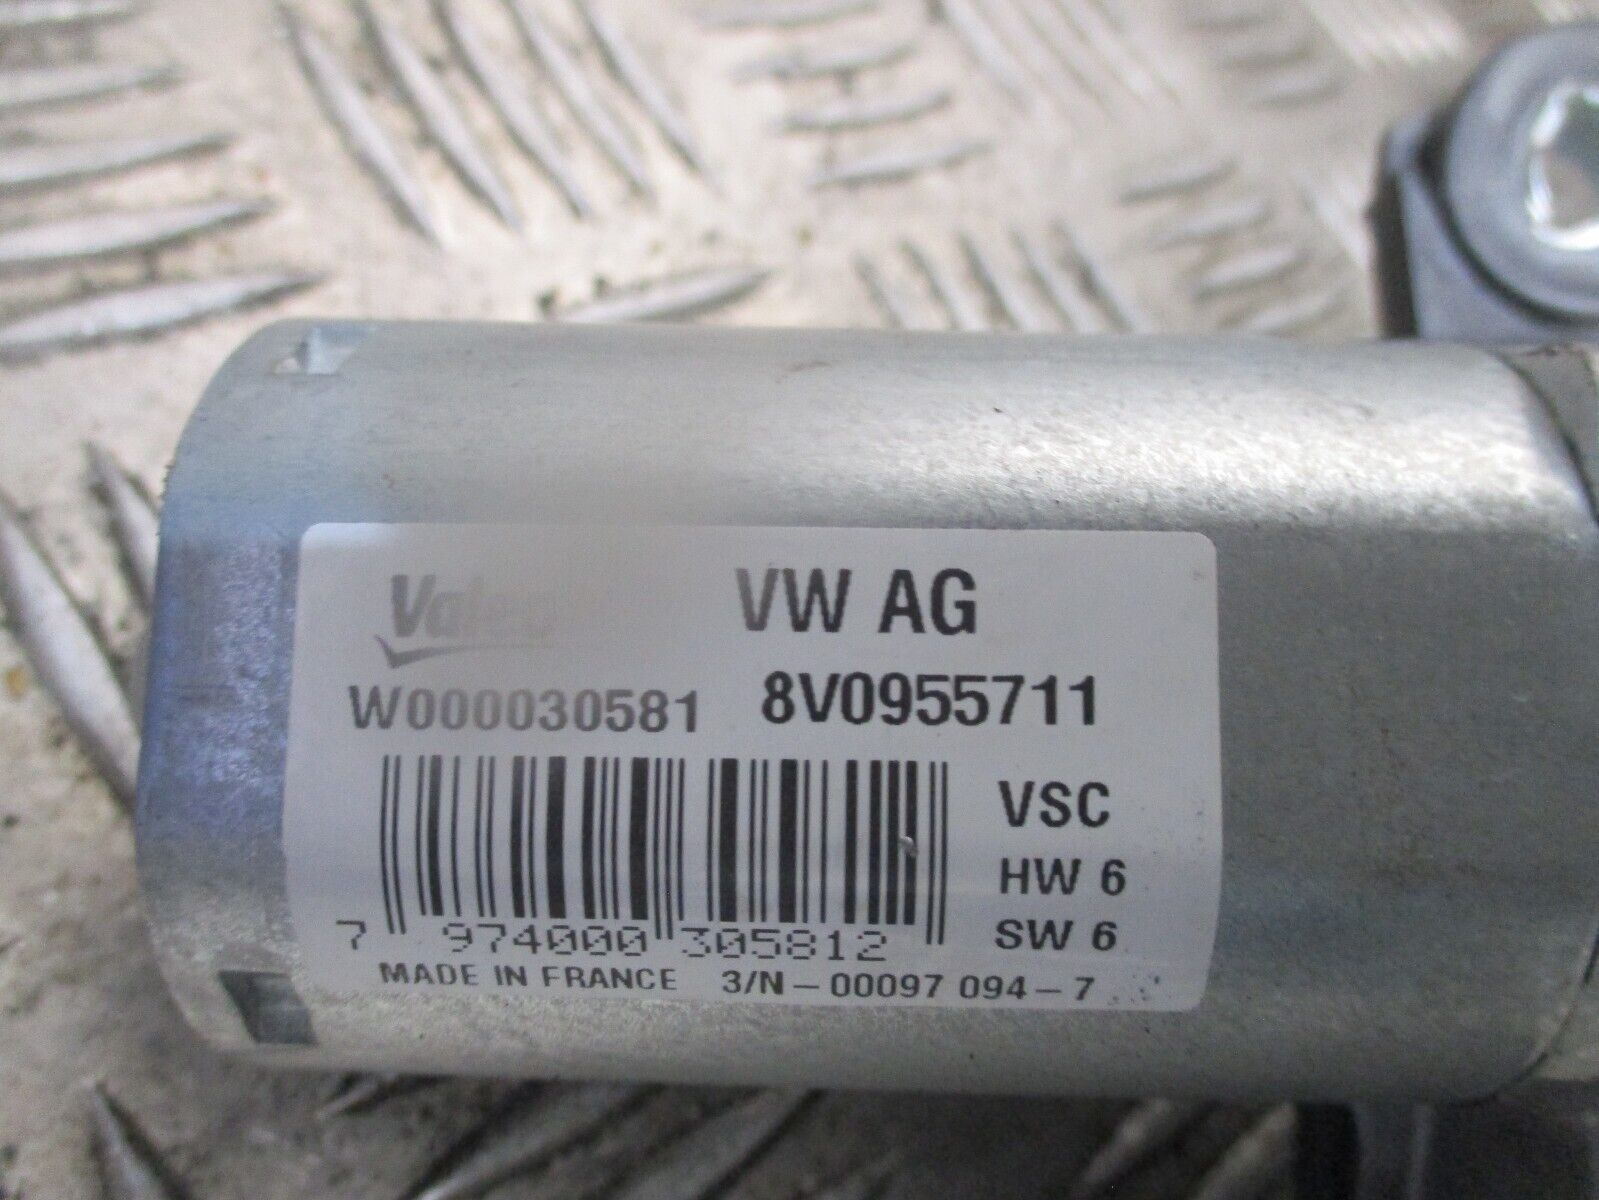 Valeo VW AG
W000030581 8V0955711
VSC
HW 6
SW 6
7 974000 305812
MADE IN FRANCE 3/N-00097 094-7